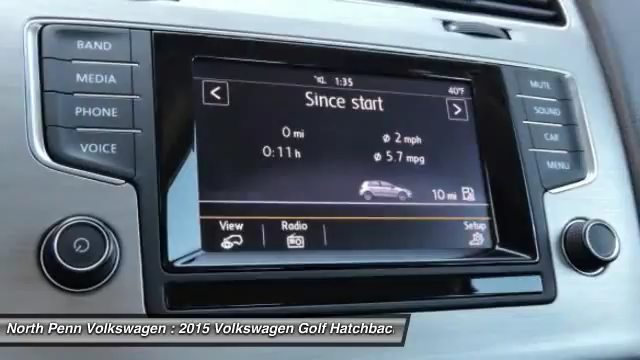 BAND
MEDIA
PHONE
VOICE
1:35
40°F
<
Since start
>
0 mi
ø 2 mph
0:11 h
ø 5.7 mpg
10 mi
View
Radio
Setup
MUTE
SOUND
CAR
MENU
North Penn Volkswagen : 2015 Volkswagen Golf Hatchbac